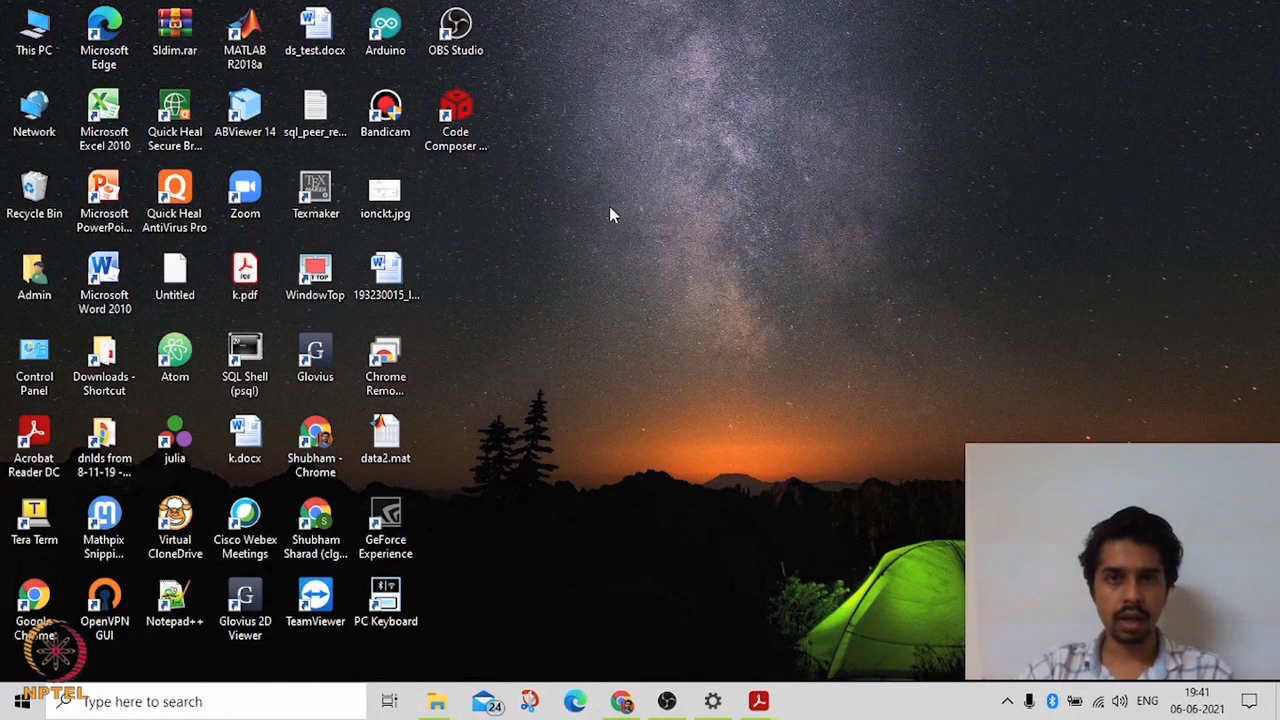 This PC
Microsoft
Edge
Sldim.rar
MATLAB
R2018a
ds_test.docx
Arduino
OBS Studio
Network
Microsoft
Excel 2010
Quick Heal
Secure Br...
ABViewer 14
sql_peer_re...
Bandicam
Code
Composer ...
Recycle Bin
Microsoft
PowerPoi...
Quick Heal
AntiVirus Pro
Zoom
TEX
MAKER
Texmaker
ionckt.jpg
Admin
Microsoft
Word 2010
Untitled
k.pdf
WindowTop
193230015_I...
Control
Panel
Downloads -
Shortcut
Atom
SQL Shell
(psql)
Glovius
Chrome
Remo...
Acrobat
Reader DC
dnlds from
8-11-19 -...
julia
k.docx
Shubham -
Chrome
data2.mat
Tera Term
Mathpix
Snippi...
Virtual
CloneDrive
Cisco Webex
Meetings
Shubham
Sharad (clg...
GeForce
Experience
Google
Chrome
OpenVPN
GUI
Notepad++
Glovius 2D
Viewer
TeamViewer
PC Keyboard
NPTEL
Type here to search
24
ENG
19:41
06-06-2021